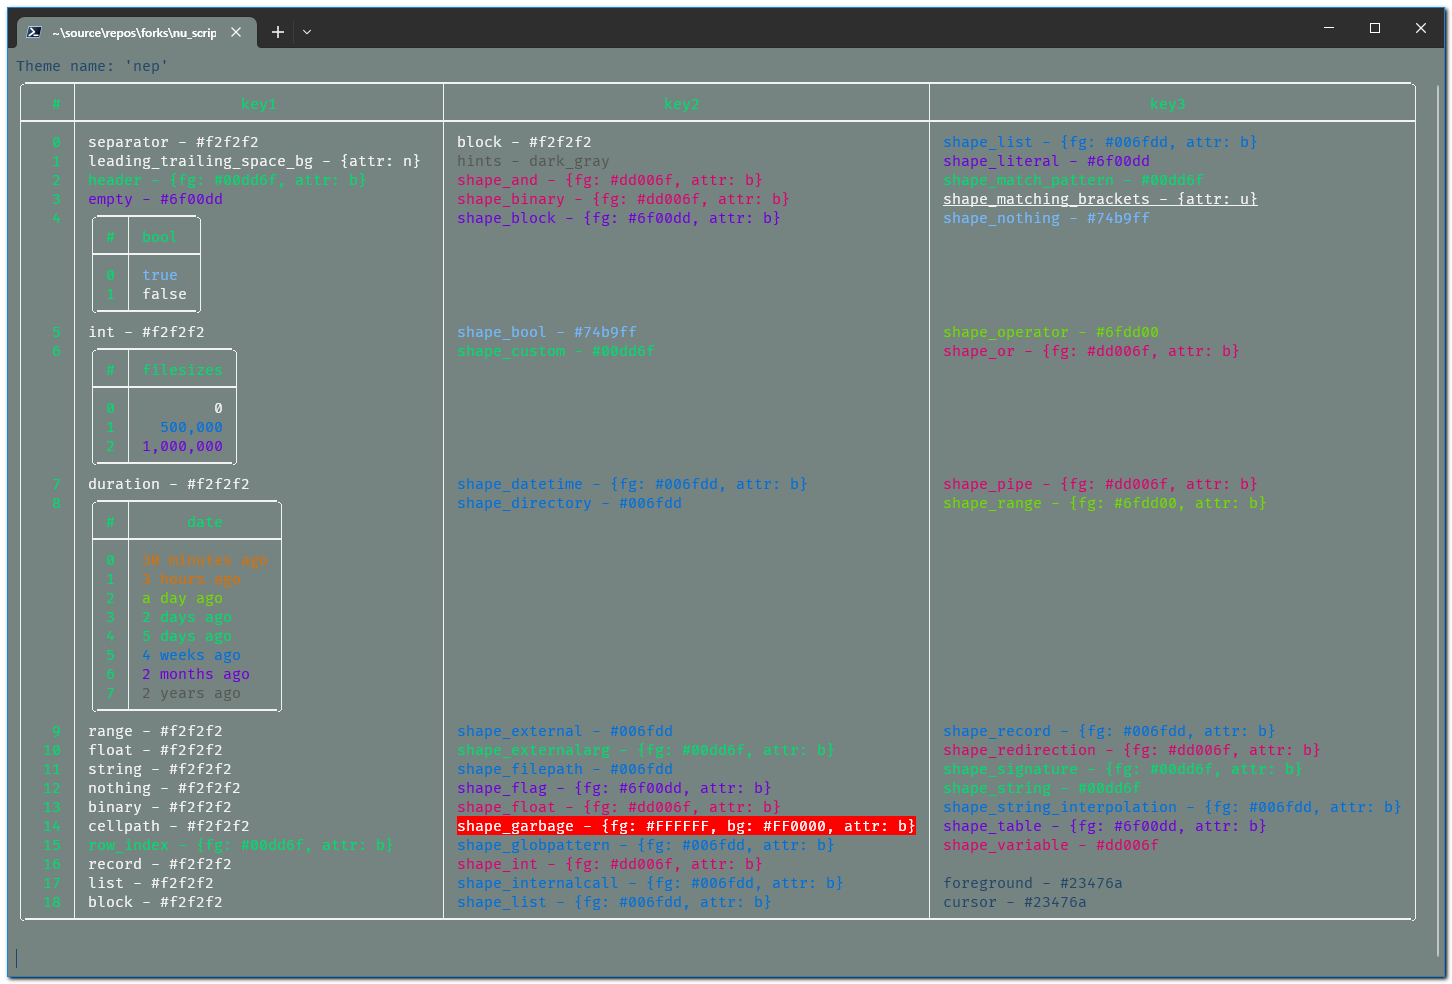 ~\source\repos\forks\nu_scrip
Theme name: 'nep'
# key1 key2 key3
0 separator - #f2f2f2 block - #f2f2f2 shape_list - {fg: #006fdd, attr: b}
1 leading_trailing_space_bg - {attr: n} hints - dark_gray shape_literal - #6f00dd
2 header - {fg: #00dd6f, attr: b} shape_and - {fg: #dd006f, attr: b} shape_match_pattern - #00dd6f
3 empty - #6f00dd shape_binary - {fg: #dd006f, attr: b} shape_matching_brackets - {attr: u}
4 shape_block - {fg: #6f00dd, attr: b} shape_nothing - #74b9ff
# bool
0 true
1 false
5 int - #f2f2f2 shape_bool - #74b9ff shape_operator - #6fdd00
6 shape_custom - #00dd6f shape_or - {fg: #dd006f, attr: b}
# filesizes
0 0
1 500,000
2 1,000,000
7 duration - #f2f2f2 shape_datetime - {fg: #006fdd, attr: b} shape_pipe - {fg: #dd006f, attr: b}
8 shape_directory - #006fdd shape_range - {fg: #6fdd00, attr: b}
# date
0 30 minutes ago
1 3 hours ago
2 a day ago
3 2 days ago
4 5 days ago
5 4 weeks ago
6 2 months ago
7 2 years ago
9 range - #f2f2f2 shape_external - #006fdd shape_record - {fg: #006fdd, attr: b}
10 float - #f2f2f2 shape_externalarg - {fg: #00dd6f, attr: b} shape_redirection - {fg: #dd006f, attr: b}
11 string - #f2f2f2 shape_filepath - #006fdd shape_signature - {fg: #00dd6f, attr: b}
12 nothing - #f2f2f2 shape_flag - {fg: #6f00dd, attr: b} shape_string - #00dd6f
13 binary - #f2f2f2 shape_float - {fg: #dd006f, attr: b} shape_string_interpolation - {fg: #006fdd, attr: b}
14 cellpath - #f2f2f2 shape_garbage - {fg: #FFFFFF, bg: #FF0000, attr: b} shape_table - {fg: #6f00dd, attr: b}
15 row_index - {fg: #00dd6f, attr: b} shape_globpattern - {fg: #006fdd, attr: b} shape_variable - #dd006f
16 record - #f2f2f2 shape_int - {fg: #dd006f, attr: b}
17 list - #f2f2f2 shape_internalcall - {fg: #006fdd, attr: b} foreground - #23476a
18 block - #f2f2f2 shape_list - {fg: #006fdd, attr: b} cursor - #23476a